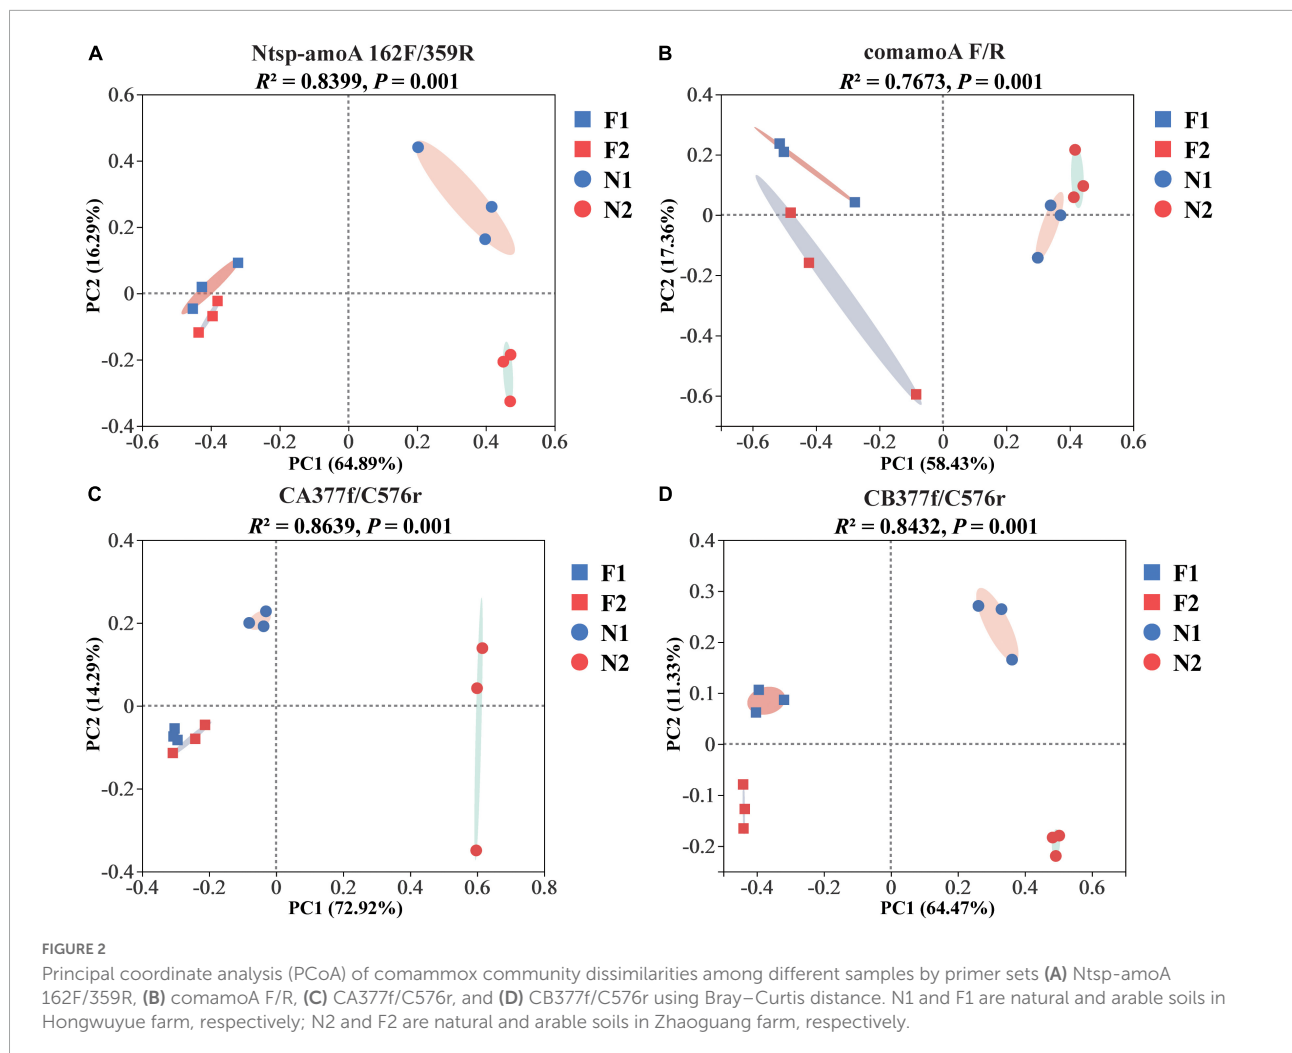 A
Ntsp-amoA 162F/359R
R² = 0.8399, P = 0.001
0.6
0.4
0.2
0
-0.2
-0.4
-0.6
-0.4
-0.2
0
0.2
0.4
0.6
PC1 (64.89%)
PC2 (16.29%)
F1
F2
N1
N2
B
comamoA F/R
R² = 0.7673, P = 0.001
0.4
0.2
0
-0.2
-0.4
-0.6
-0.6
-0.4
-0.2
0
0.2
0.4
0.6
PC1 (58.43%)
PC2 (17.36%)
F1
F2
N1
N2
C
CA377f/C576r
R² = 0.8639, P = 0.001
0.4
0.2
0
-0.2
-0.4
-0.4
-0.2
0
0.2
0.4
0.6
0.8
PC1 (72.92%)
PC2 (14.29%)
F1
F2
N1
N2
D
CB377f/C576r
R² = 0.8432, P = 0.001
0.4
0.3
0.2
0.1
0
-0.1
-0.2
-0.4
-0.2
0
0.2
0.4
0.6
PC1 (64.47%)
PC2 (11.33%)
F1
F2
N1
N2
FIGURE 2
Principal coordinate analysis (PCoA) of comammox community dissimilarities among different samples by primer sets (A) Ntsp-amoA
162F/359R, (B) comamoA F/R, (C) CA377f/C576r, and (D) CB377f/C576r using Bray–Curtis distance. N1 and F1 are natural and arable soils in
Hongwuyue farm, respectively; N2 and F2 are natural and arable soils in Zhaoguang farm, respectively.